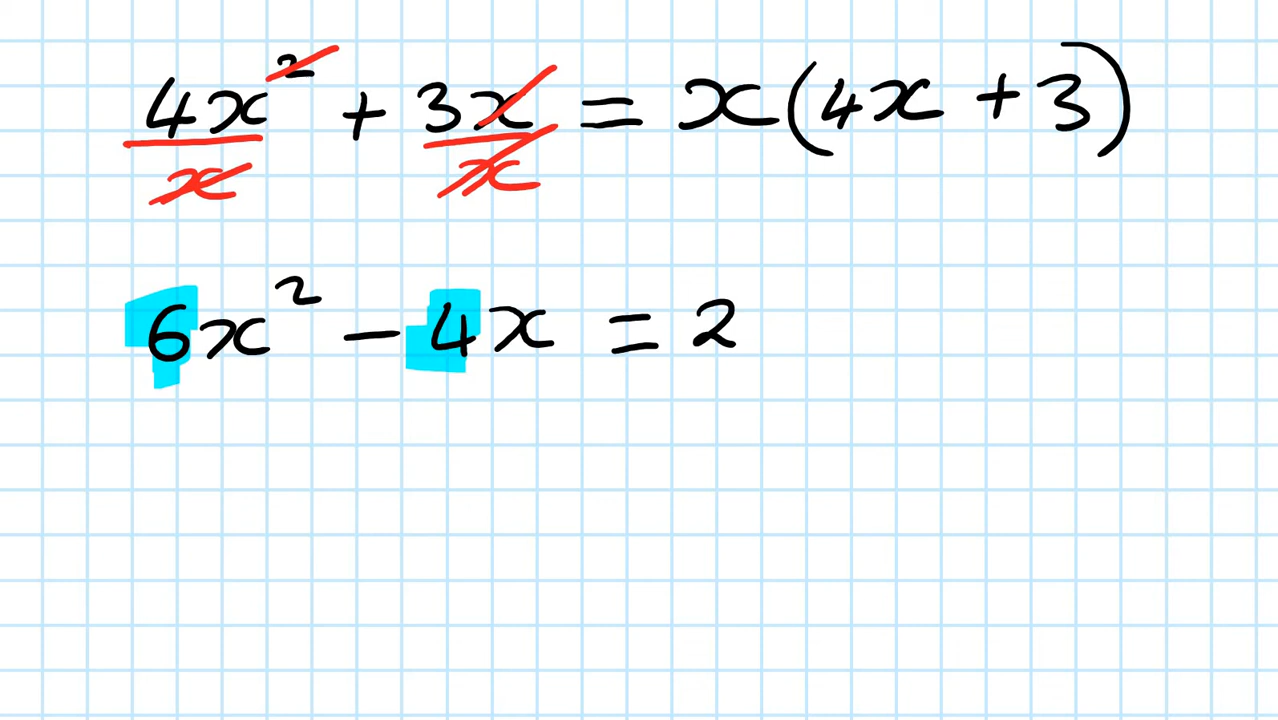 4x² + 3x = x(4x + 3)
x x
6x² - 4x = 2